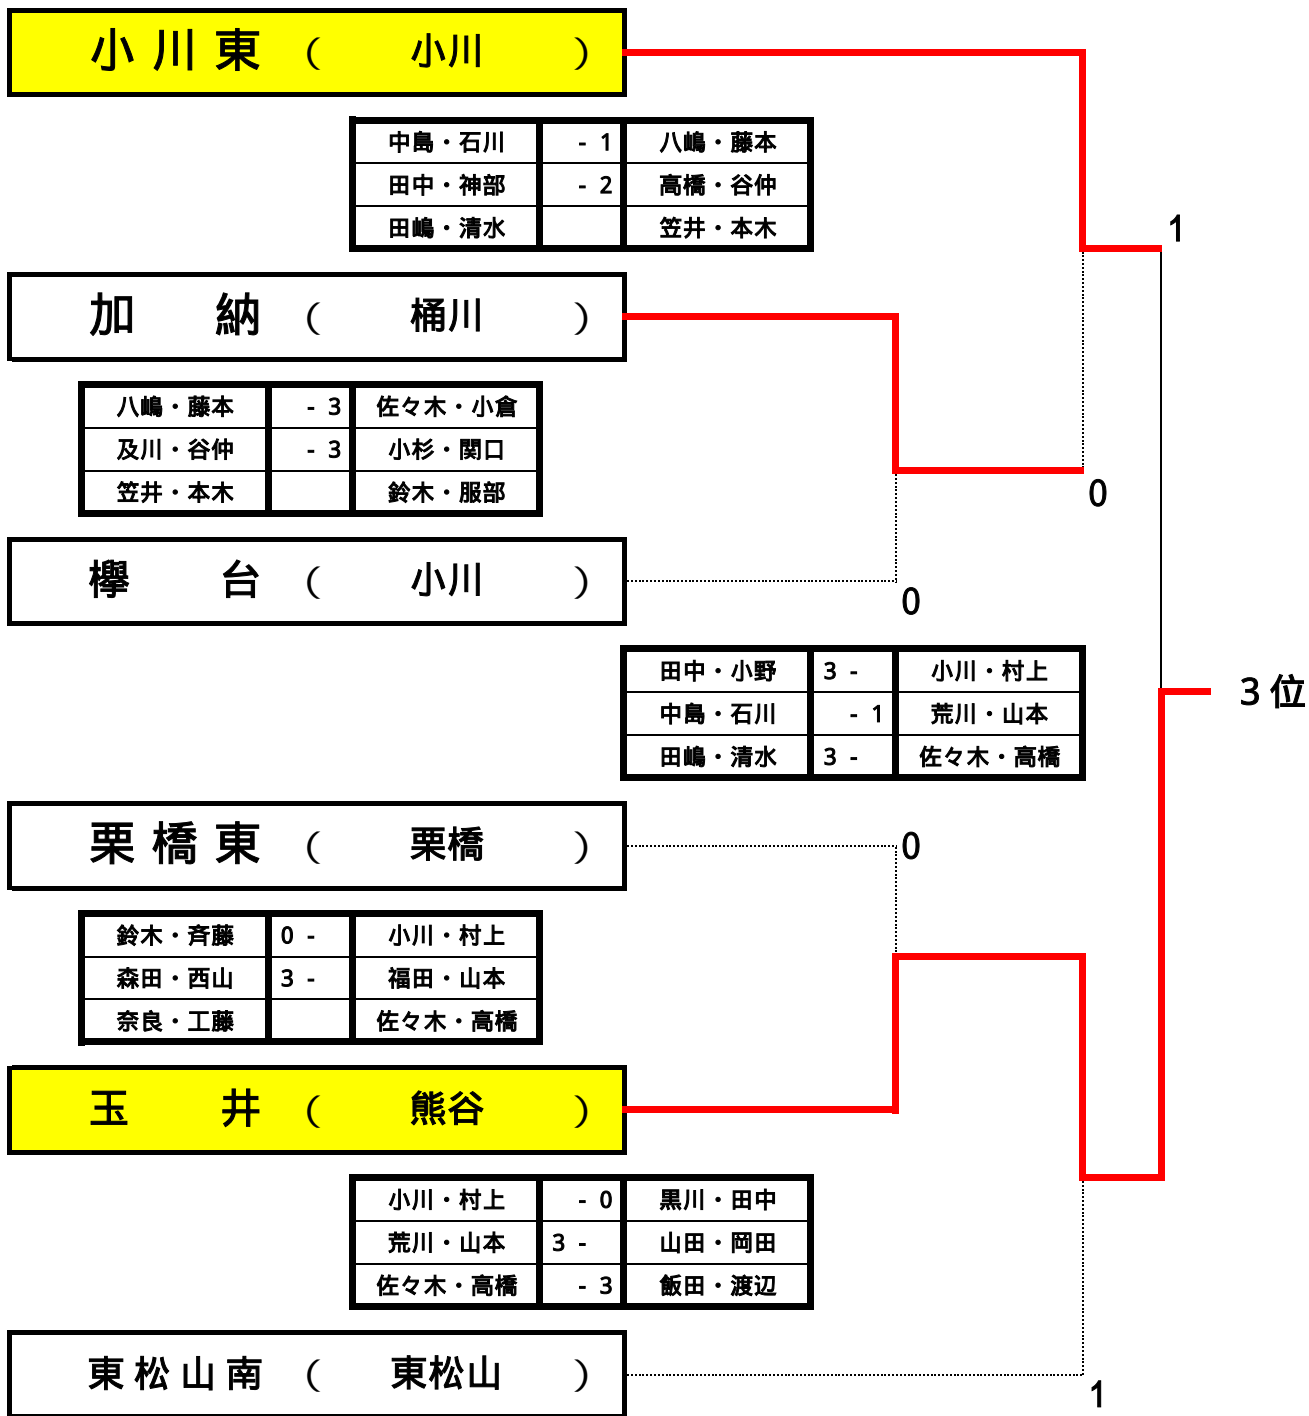 小川東 ( 小川 )
中島・石川 - 1 八嶋・藤本
田中・神部 - 2 高橋・谷仲
田嶋・清水 笠井・本木
1
加 納 ( 桶川 )
八嶋・藤本 - 3 佐々木・小倉
及川・谷仲 - 3 小杉・関口
笠井・本木 鈴木・服部
0
欅 台 ( 小川 )
0
田中・小野 3 - 小川・村上
中島・石川 - 1 荒川・山本
田嶋・清水 3 - 佐々木・高橋
3位
栗橋東 ( 栗橋 )
0
鈴木・斉藤 0 - 小川・村上
森田・西山 3 - 福田・山本
奈良・工藤 佐々木・高橋
玉 井 ( 熊谷 )
小川・村上 - 0 黒川・田中
荒川・山本 3 - 山田・岡田
佐々木・高橋 - 3 飯田・渡辺
東松山南 ( 東松山 )
1